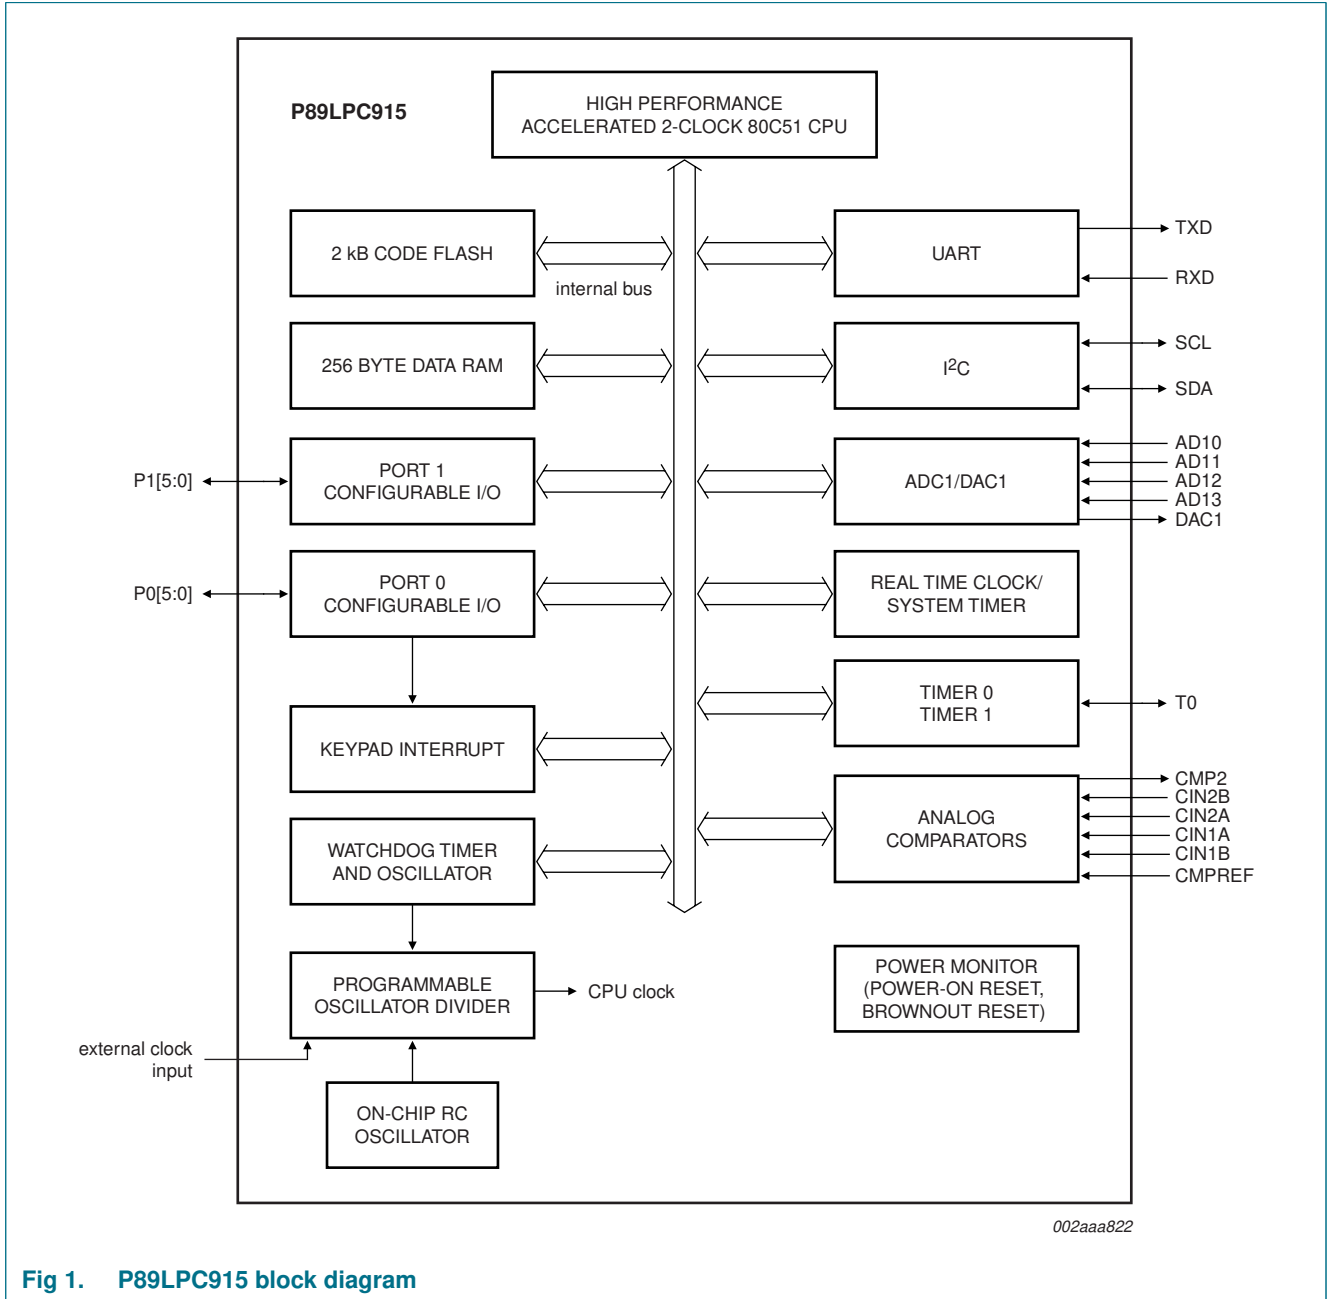 P89LPC915
HIGH PERFORMANCE
ACCELERATED 2-CLOCK 80C51 CPU
2 kB CODE FLASH
internal bus
UART
TXD
RXD
256 BYTE DATA RAM
I²C
SCL
SDA
P1[5:0]
PORT 1
CONFIGURABLE I/O
ADC1/DAC1
AD10
AD11
AD12
AD13
DAC1
P0[5:0]
PORT 0
CONFIGURABLE I/O
REAL TIME CLOCK/
SYSTEM TIMER
KEYPAD INTERRUPT
TIMER 0
TIMER 1
T0
WATCHDOG TIMER
AND OSCILLATOR
ANALOG
COMPARATORS
CMP2
CIN2B
CIN2A
CIN1A
CIN1B
CMPREF
PROGRAMMABLE
OSCILLATOR DIVIDER
CPU clock
POWER MONITOR
(POWER-ON RESET,
BROWNOUT RESET)
external clock
input
ON-CHIP RC
OSCILLATOR
002aaa822
Fig 1. P89LPC915 block diagram